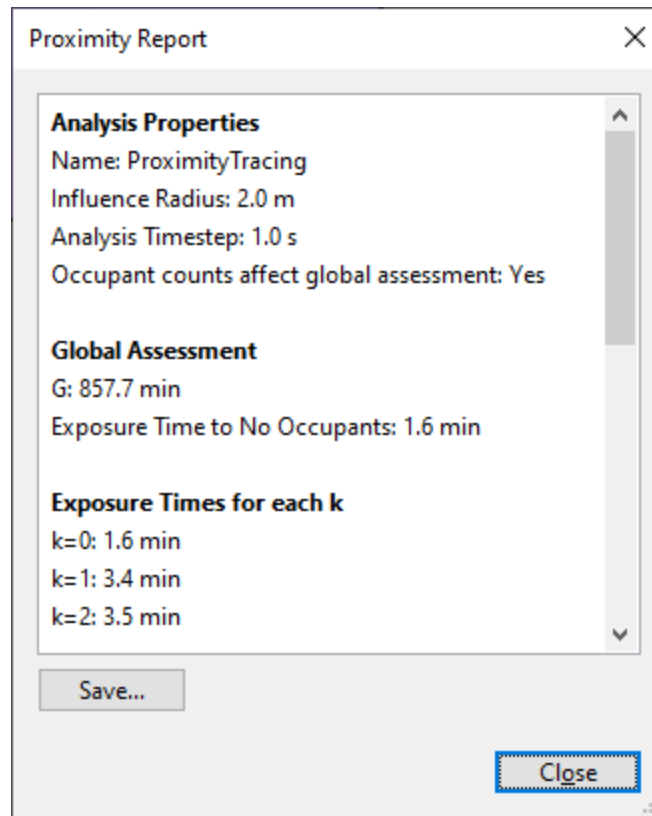 Proximity Report
Analysis Properties
Name: ProximityTracing
Influence Radius: 2.0 m
Analysis Timestep: 1.0 s
Occupant counts affect global assessment: Yes
Global Assessment
G: 857.7 min
Exposure Time to No Occupants: 1.6 min
Exposure Times for each k
k=0: 1.6 min
k=1: 3.4 min
k=2: 3.5 min
Save...
Close